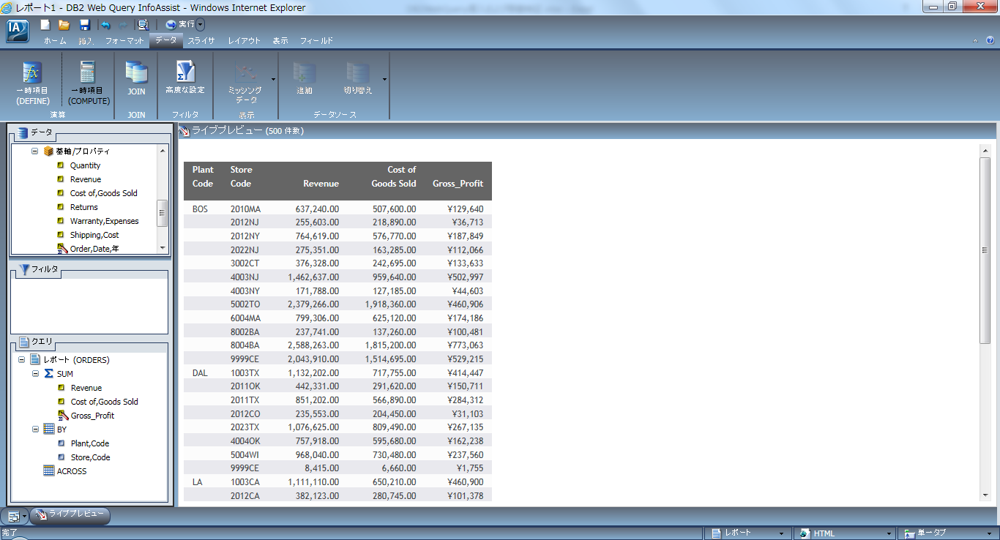 レポート1 - DB2 Web Query InfoAssist - Windows Internet Explorer
IA
実行
ホーム 挿入 フォーマット データ スライサ レイアウト 表示 フィールド
一時項目 (DEFINE)
一時項目 (COMPUTE)
JOIN
高度な設定
ミッシング データ
追加
切り替え
演算 JOIN フィルタ 表示 データソース
データ
基軸/プロパティ
Quantity
Revenue
Cost of,Goods Sold
Returns
Warranty,Expenses
Shipping,Cost
Order,Date,年
フィルタ
クエリ
レポート (ORDERS)
SUM
Revenue
Cost of,Goods Sold
Gross_Profit
BY
Plant,Code
Store,Code
ACROSS
ライブプレビュー (500 件数)
Plant Store Cost of
Code Code Revenue Goods Sold Gross_Profit
BOS 2010MA 637,240.00 507,600.00 ¥129,640
2012NJ 255,603.00 218,890.00 ¥36,713
2012NY 764,619.00 576,770.00 ¥187,849
2022NJ 275,351.00 163,285.00 ¥112,066
3002CT 376,328.00 242,695.00 ¥133,633
4003NJ 1,462,637.00 959,640.00 ¥502,997
4003NY 171,788.00 127,185.00 ¥44,603
5002TO 2,379,266.00 1,918,360.00 ¥460,906
6004MA 799,306.00 625,120.00 ¥174,186
8002BA 237,741.00 137,260.00 ¥100,481
8004BA 2,588,263.00 1,815,200.00 ¥773,063
9999CE 2,043,910.00 1,514,695.00 ¥529,215
DAL 1003TX 1,132,202.00 717,755.00 ¥414,447
2011OK 442,331.00 291,620.00 ¥150,711
2011TX 851,202.00 566,890.00 ¥284,312
2012CO 235,553.00 204,450.00 ¥31,103
2023TX 1,076,625.00 809,490.00 ¥267,135
4004OK 757,918.00 595,680.00 ¥162,238
5004WI 968,040.00 730,480.00 ¥237,560
9999CE 8,415.00 6,660.00 ¥1,755
LA 1003CA 1,111,110.00 650,210.00 ¥460,900
2012CA 382,123.00 280,745.00 ¥101,378
ライブプレビュー
完了
レポート
HTML
単一タブ